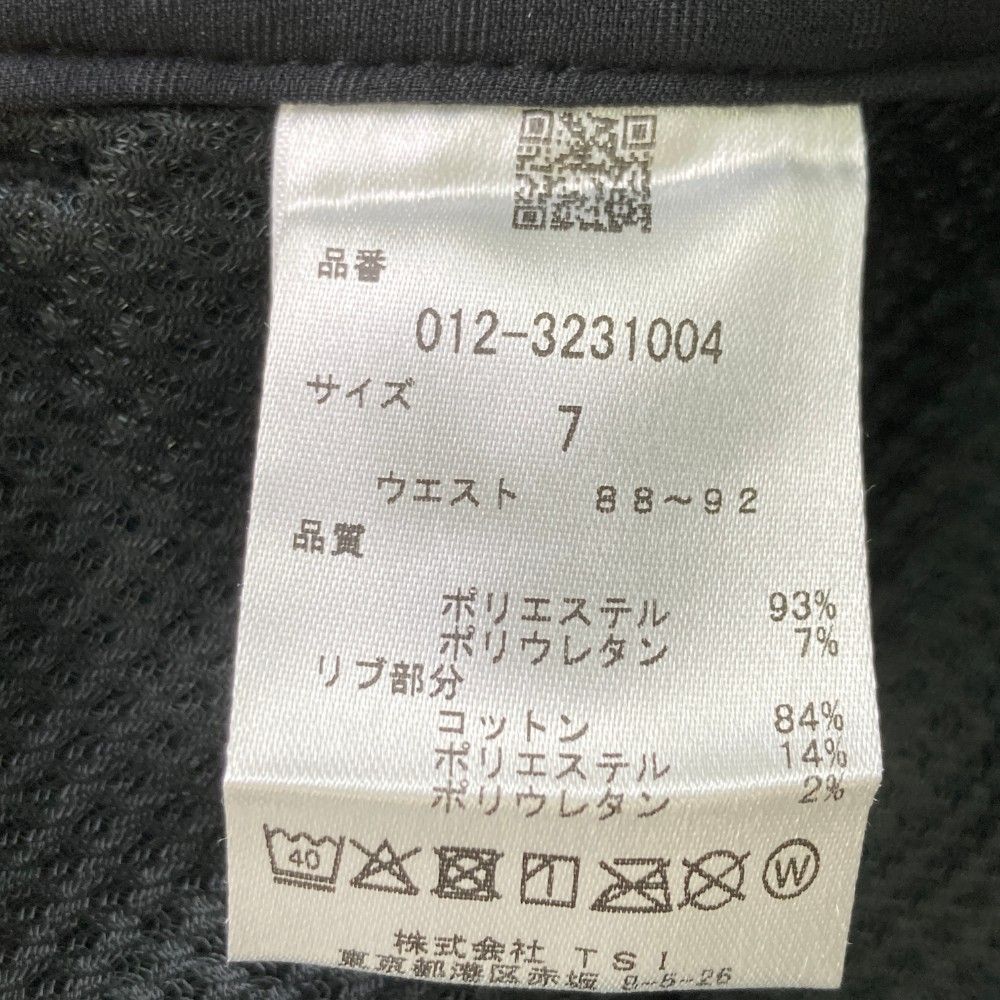 品番
012-3231004
サイズ
7
ウエスト 88～92
品質
ポリエステル 93%
ポリウレタン 7%
リブ部分
コットン 84%
ポリエステル 14%
ポリウレタン 2%
40 W
株式会社 TSI
東京都港区赤坂 8-5-26